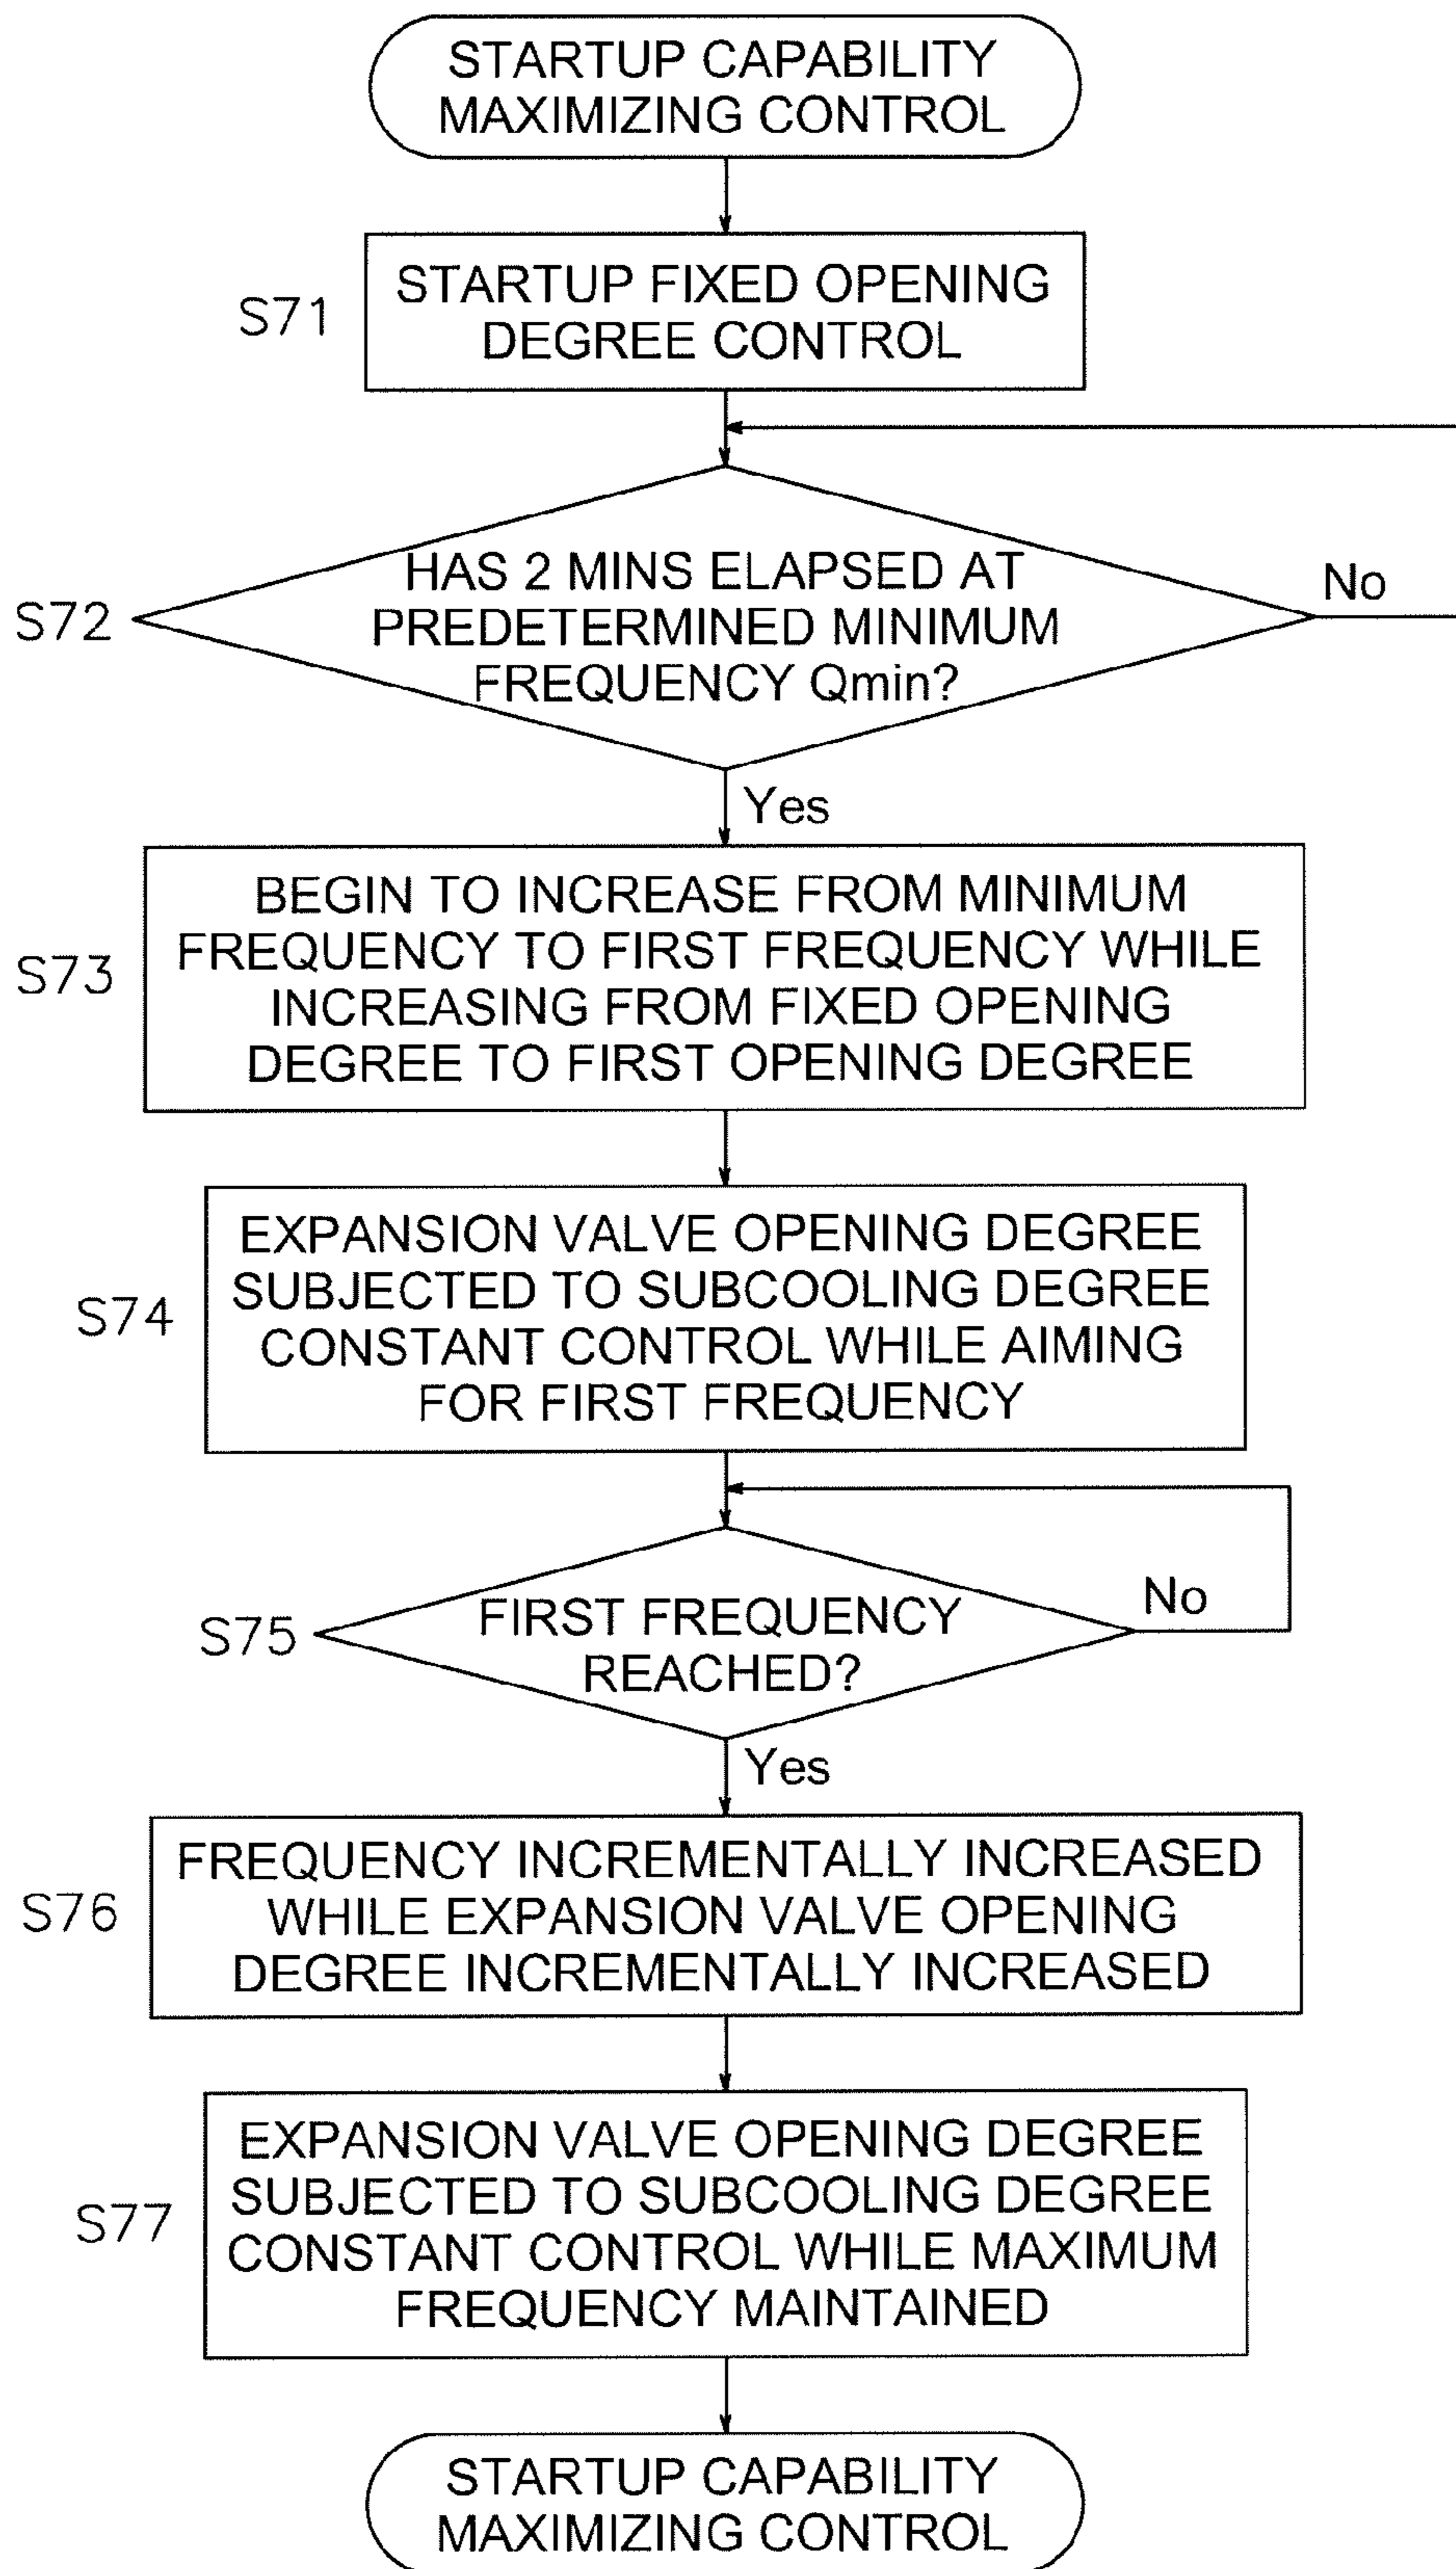 STARTUP CAPABILITY
MAXIMIZING CONTROL
S71
STARTUP FIXED OPENING
DEGREE CONTROL
S72
HAS 2 MINS ELAPSED AT
PREDETERMINED MINIMUM
FREQUENCY Qmin?
No
Yes
S73
BEGIN TO INCREASE FROM MINIMUM
FREQUENCY TO FIRST FREQUENCY WHILE
INCREASING FROM FIXED OPENING
DEGREE TO FIRST OPENING DEGREE
S74
EXPANSION VALVE OPENING DEGREE
SUBJECTED TO SUBCOOLING DEGREE
CONSTANT CONTROL WHILE AIMING
FOR FIRST FREQUENCY
S75
FIRST FREQUENCY
REACHED?
No
Yes
S76
FREQUENCY INCREMENTALLY INCREASED
WHILE EXPANSION VALVE OPENING
DEGREE INCREMENTALLY INCREASED
S77
EXPANSION VALVE OPENING DEGREE
SUBJECTED TO SUBCOOLING DEGREE
CONSTANT CONTROL WHILE MAXIMUM
FREQUENCY MAINTAINED
STARTUP CAPABILITY
MAXIMIZING CONTROL